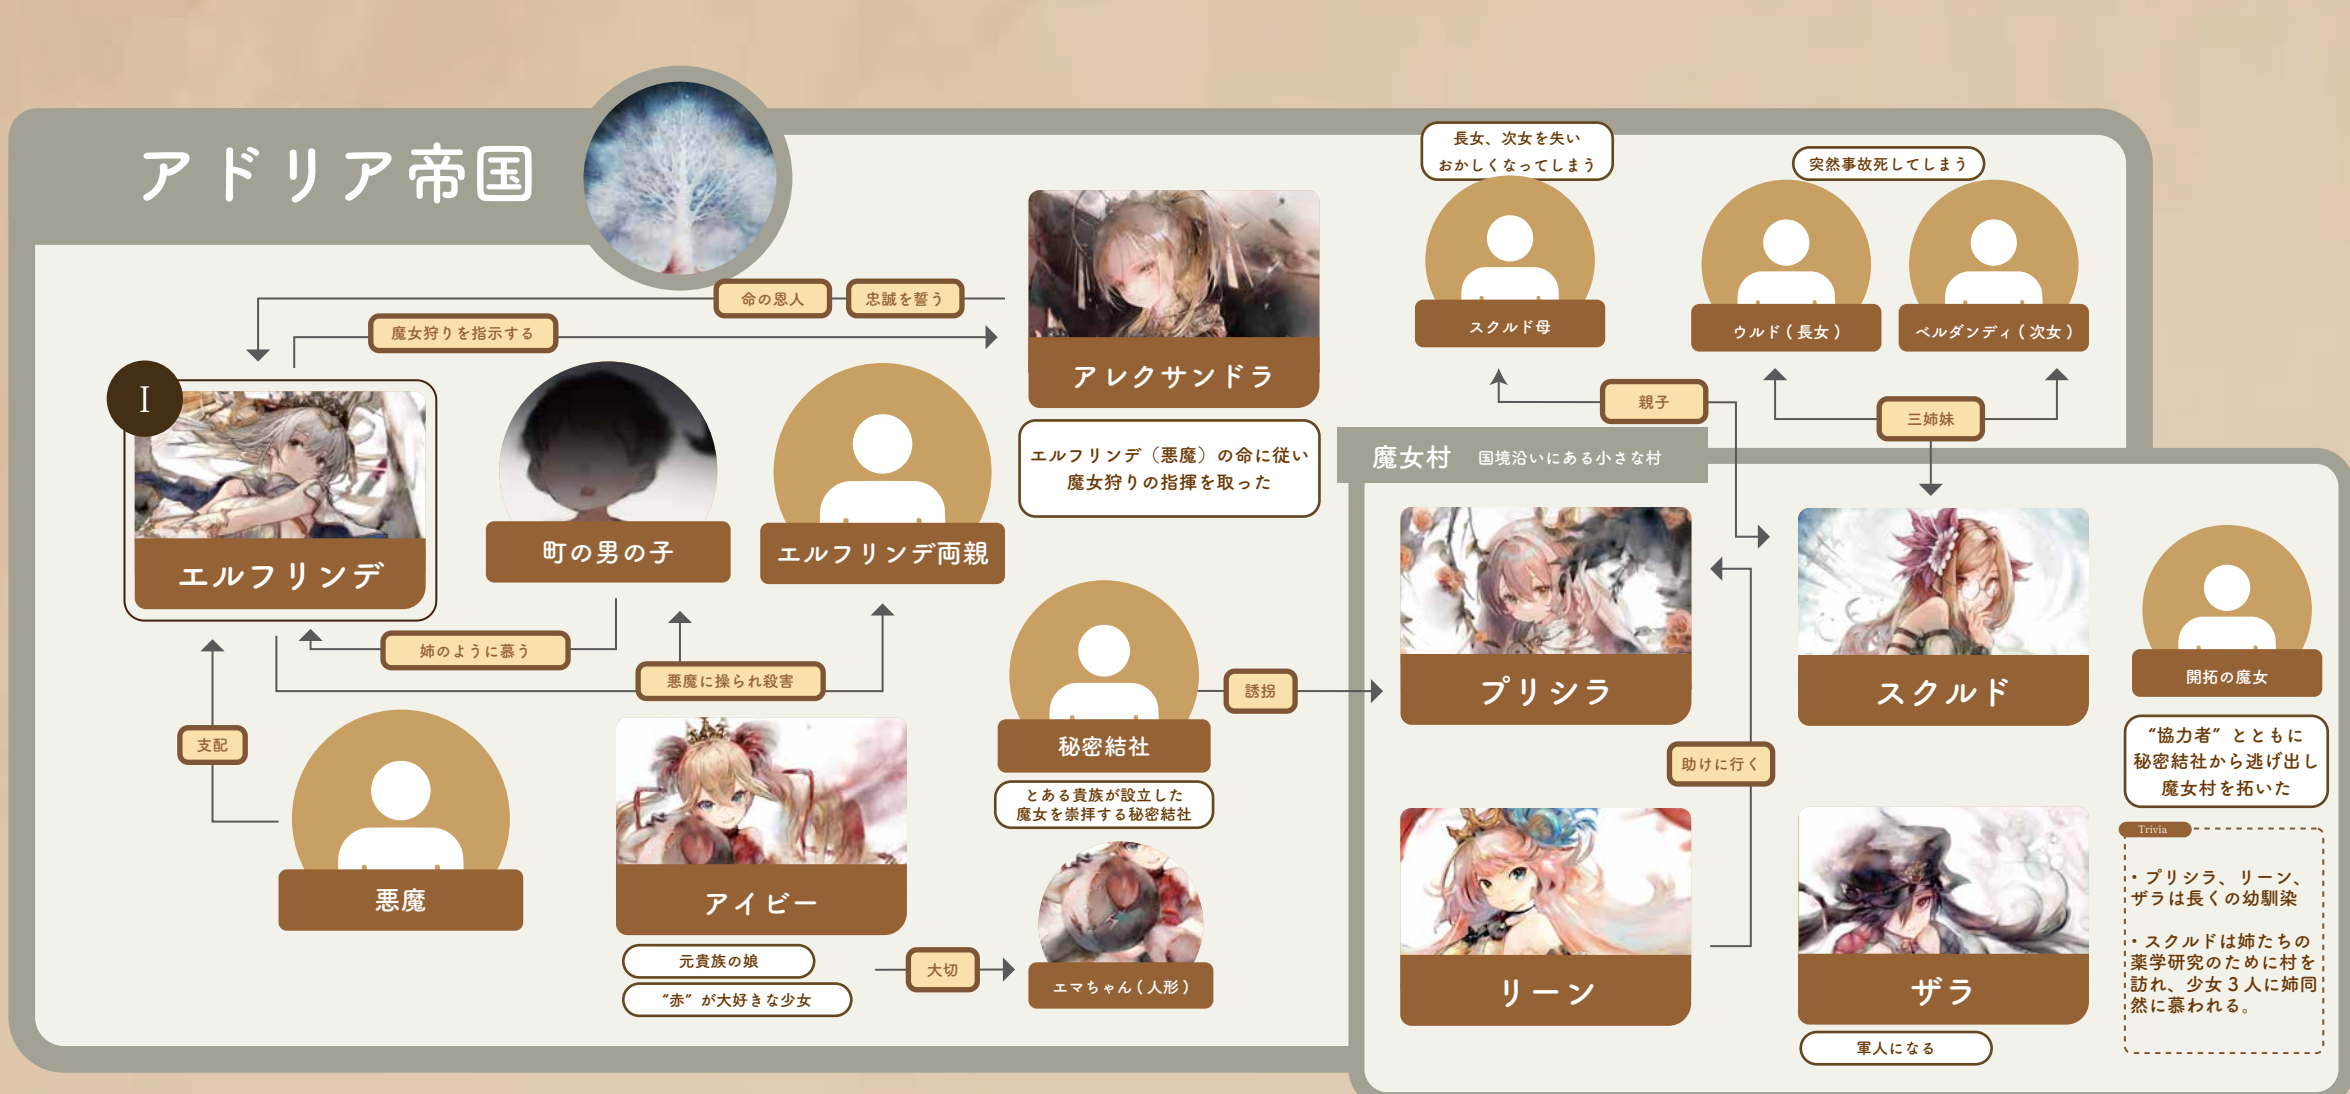 アドリア帝国
長女、次女を失い
おかしくなってしまう
突然事故死してしまう
スクルド母
ウルド ( 長女 )
ベルダンディ ( 次女 )
命の恩人
忠誠を誓う
魔女狩りを指示する
アレクサンドラ
エルフリンデ（悪魔）の命に従い
魔女狩りの指揮を取った
親子
三姉妹
I
エルフリンデ
町の男の子
エルフリンデ両親
姉のように慕う
悪魔に操られ殺害
支配
悪魔
アイビー
元貴族の娘
“赤” が大好きな少女
大切
エマちゃん ( 人形 )
秘密結社
とある貴族が設立した
魔女を崇拝する秘密結社
誘拐
魔女村
国境沿いにある小さな村
プリシラ
スクルド
開拓の魔女
“協力者” とともに
秘密結社から逃げ出し
魔女村を拓いた
助けに行く
リーン
ザラ
軍人になる
Trivia
・プリシラ、リーン、
ザラは長くの幼馴染
・スクルドは姉たちの
薬学研究のために村を
訪れ、少女３人に姉同
然に慕われる。